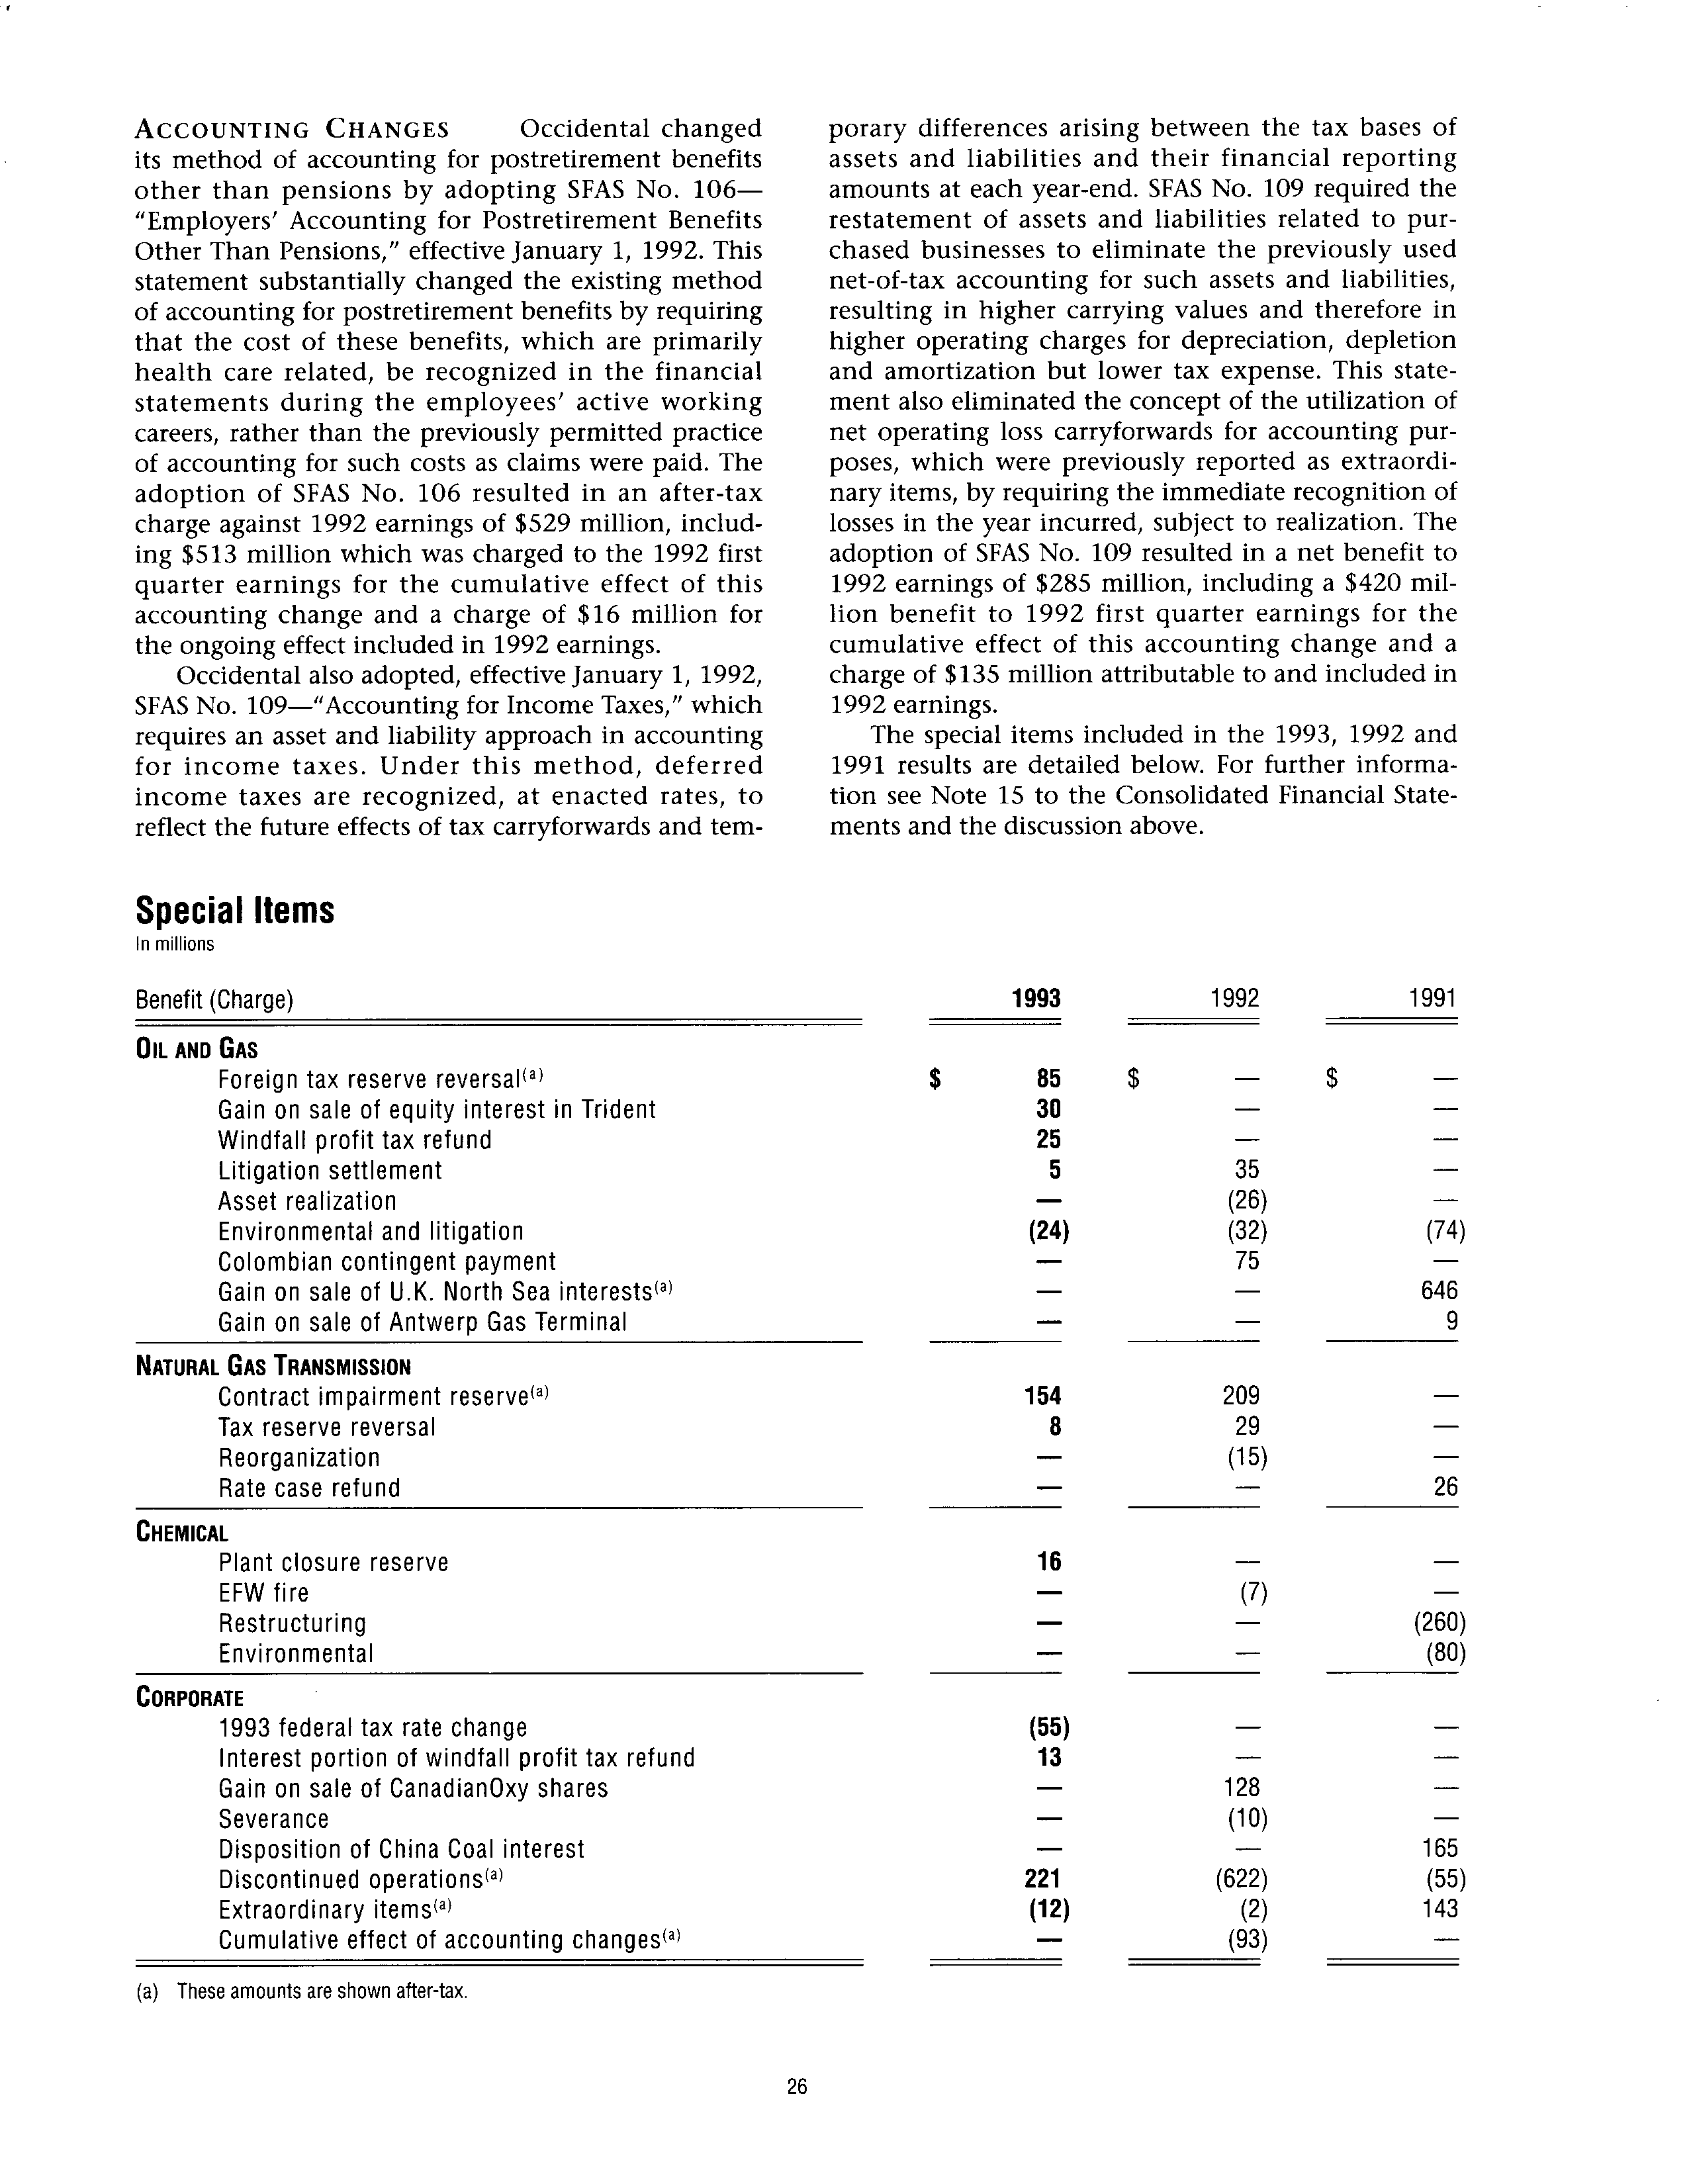 ACCOUNTING CHANGES Occidental changed
its method of accounting for postretirement benefits
other than pensions by adopting SFAS No. 106—
"Employers' Accounting for Postretirement Benefits
Other Than Pensions," effective January 1, 1992. This
statement substantially changed the existing method
of accounting for postretirement benefits by requiring
that the cost of these benefits, which are primarily
health care related, be recognized in the financial
statements during the employees' active working
careers, rather than the previously permitted practice
of accounting for such costs as claims were paid. The
adoption of SFAS No. 106 resulted in an after-tax
charge against 1992 earnings of $529 million, includ-
ing $513 million which was charged to the 1992 first
quarter earnings for the cumulative effect of this
accounting change and a charge of $16 million for
the ongoing effect included in 1992 earnings.
Occidental also adopted, effective January 1, 1992,
SFAS No. 109—"Accounting for Income Taxes," which
requires an asset and liability approach in accounting
for income taxes. Under this method, deferred
income taxes are recognized, at enacted rates, to
reflect the future effects of tax carryforwards and tem-
porary differences arising between the tax bases of
assets and liabilities and their financial reporting
amounts at each year-end. SFAS No. 109 required the
restatement of assets and liabilities related to pur-
chased businesses to eliminate the previously used
net-of-tax accounting for such assets and liabilities,
resulting in higher carrying values and therefore in
higher operating charges for depreciation, depletion
and amortization but lower tax expense. This state-
ment also eliminated the concept of the utilization of
net operating loss carryforwards for accounting pur-
poses, which were previously reported as extraordi-
nary items, by requiring the immediate recognition of
losses in the year incurred, subject to realization. The
adoption of SFAS No. 109 resulted in a net benefit to
1992 earnings of $285 million, including a $420 mil-
lion benefit to 1992 first quarter earnings for the
cumulative effect of this accounting change and a
charge of $135 million attributable to and included in
1992 earnings.
The special items included in the 1993, 1992 and
1991 results are detailed below. For further informa-
tion see Note 15 to the Consolidated Financial State-
ments and the discussion above.
Special Items
In millions
Benefit (Charge) 1993 1992 1991
OIL AND GAS
Foreign tax reserve reversal(a) $ 85 $ — $ —
Gain on sale of equity interest in Trident 30 — —
Windfall profit tax refund 25 — —
Litigation settlement 5 35 —
Asset realization — (26) —
Environmental and litigation (24) (32) (74)
Colombian contingent payment — 75 —
Gain on sale of U.K. North Sea interests(a) — — 646
Gain on sale of Antwerp Gas Terminal — — 9
NATURAL GAS TRANSMISSION
Contract impairment reserve(a) 154 209 —
Tax reserve reversal 8 29 —
Reorganization — (15) —
Rate case refund — — 26
CHEMICAL
Plant closure reserve 16 — —
EFW fire — (7) —
Restructuring — — (260)
Environmental — — (80)
CORPORATE
1993 federal tax rate change (55) — —
Interest portion of windfall profit tax refund 13 — —
Gain on sale of CanadianOxy shares — 128 —
Severance — (10) —
Disposition of China Coal interest — — 165
Discontinued operations(a) 221 (622) (55)
Extraordinary items(a) (12) (2) 143
Cumulative effect of accounting changes(a) — (93) —
(a) These amounts are shown after-tax.
26